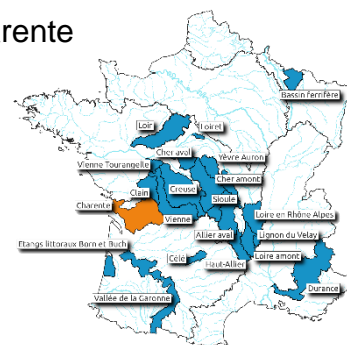 arente
Bassin ferrifère
Loir
Loiret
Cher aval
Yèvre Auron
Vienne Tourangelle
Cher amont
Clain
Creuse
Sioule
Charente
Loire en Rhône Alpes
Vienne
Allier aval
Lignon du Velay
Etangs littoraux Born et Buch
Célé
Haut-Allier
Loire amont
Durance
Vallée de la Garonne